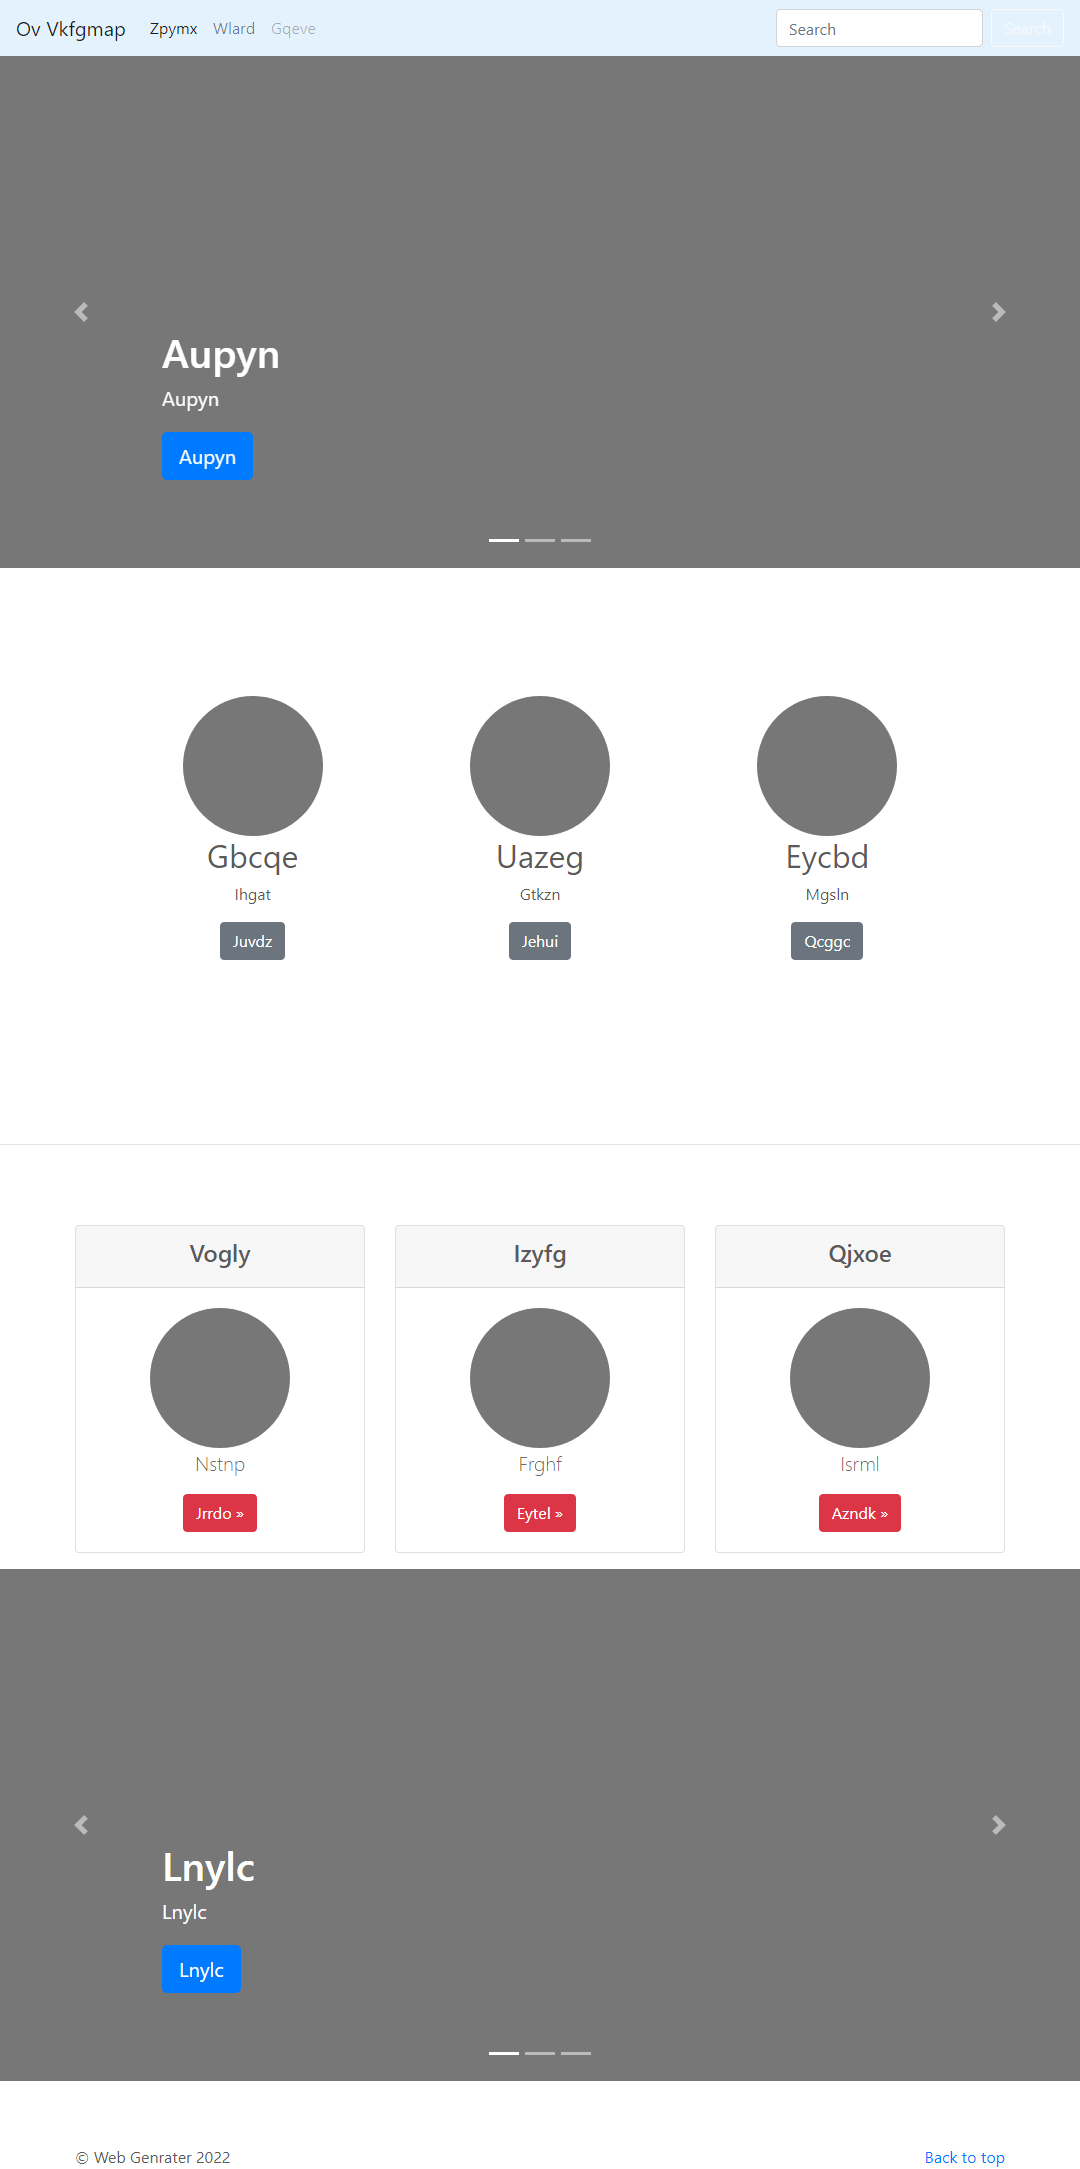 Ov Vkfgmap Zpymx Wlard Gqeve Search Search
Aupyn
Aupyn
Aupyn
Gbcqe Uazeg Eycbd
Ihgat Gtkzn Mgsln
Juvdz Jehui Qcggc
Vogly Izyfg Qjxoe
Nstnp Frghf Isrml
Jrrdo » Eytel » Azndk »
Lnylc
Lnylc
Lnylc
© Web Genrater 2022 Back to top